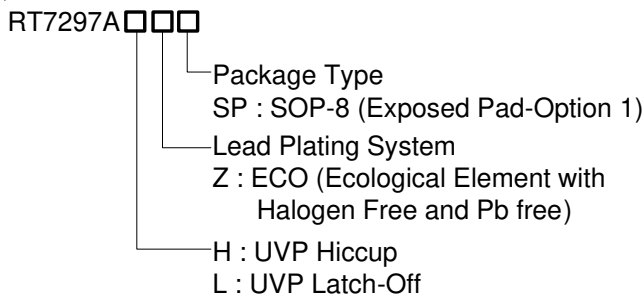 RT7297A□□□
Package Type
SP : SOP-8 (Exposed Pad-Option 1)
Lead Plating System
Z : ECO (Ecological Element with
Halogen Free and Pb free)
H : UVP Hiccup
L : UVP Latch-Off